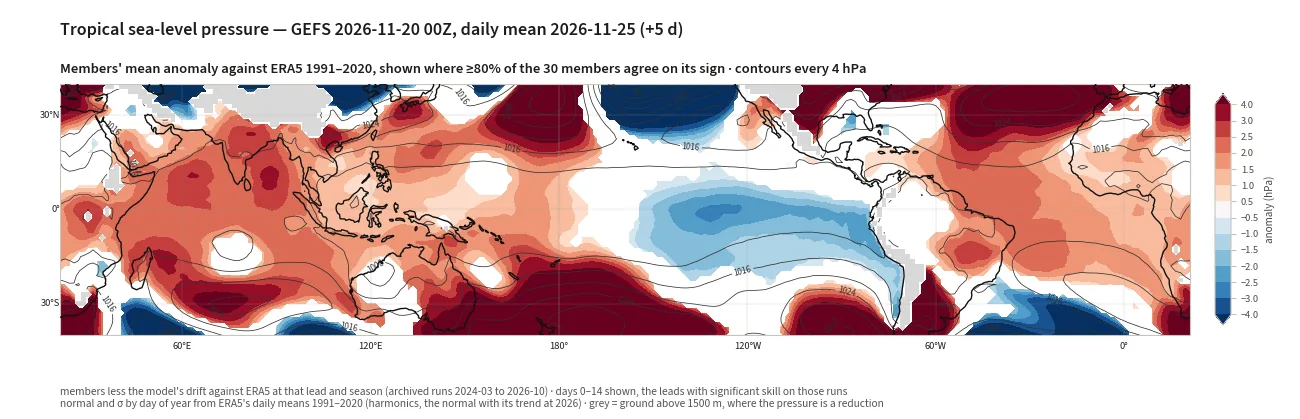 Tropical sea-level pressure — GEFS 2026-11-20 00Z, daily mean 2026-11-25 (+5 d)
Members' mean anomaly against ERA5 1991–2020, shown where ≥80% of the 30 members agree on its sign · contours every 4 hPa
30°N
0°
30°S
60°E
120°E
180°
120°W
60°W
0°
1016
1016
1016
1016
1016
1016
1016
1016
1024
4.0
3.0
2.5
2.0
1.5
1.0
0.5
−0.5
−1.0
−1.5
−2.0
−2.5
−3.0
−4.0
anomaly (hPa)
members less the model's drift against ERA5 at that lead and season (archived runs 2024-03 to 2026-10) · days 0–14 shown, the leads with significant skill on those runs
normal and σ by day of year from ERA5's daily means 1991–2020 (harmonics, the normal with its trend at 2026) · grey = ground above 1500 m, where the pressure is a reduction